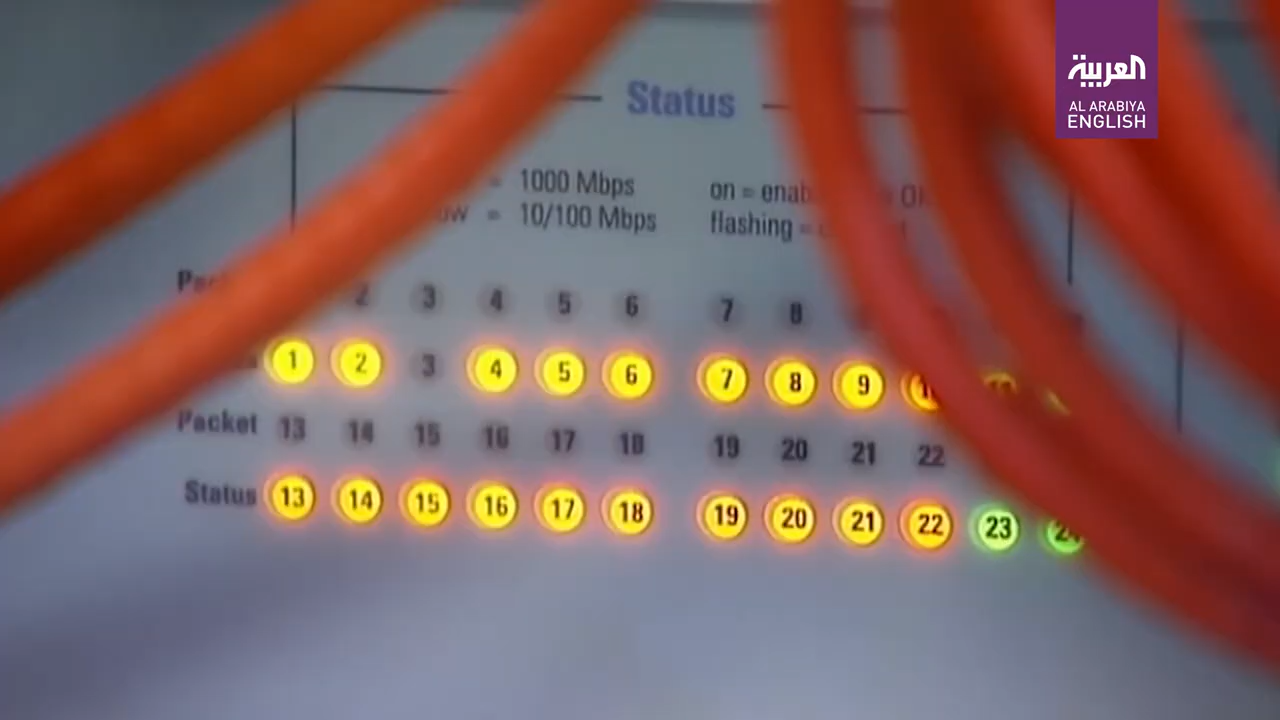 العربية
AL ARABIYA
ENGLISH
Status
= 1000 Mbps
on =
= 10/100 Mbps
flashing =
2 3 4 5 6 7 8
1 2 3 4 5 6 7 8 9 10
Packet 13 14 15 16 17 18 19 20 21 22
Status 13 14 15 16 17 18 19 20 21 22 23 24